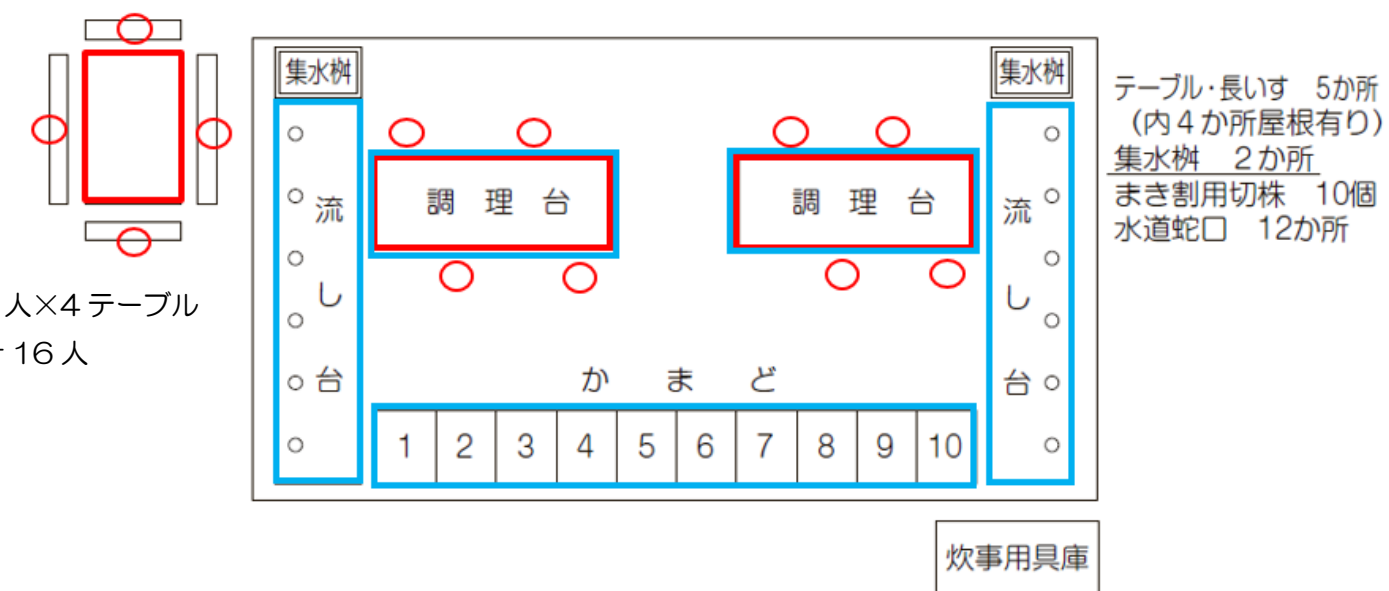 集水桝
集水桝
テーブル・長いす 5か所
(内4か所屋根有り)
集水桝 2か所
まき割用切株 10個
水道蛇口 12か所
流し台
調理台
調理台
流し台
人×4テーブル
16人
かまど
1 2 3 4 5 6 7 8 9 10
炊事用具庫